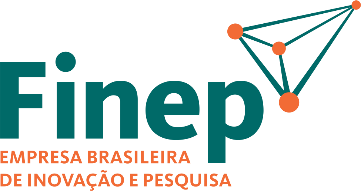 Finep
EMPRESA BRASILEIRA
DE INOVAÇÃO E PESQUISA